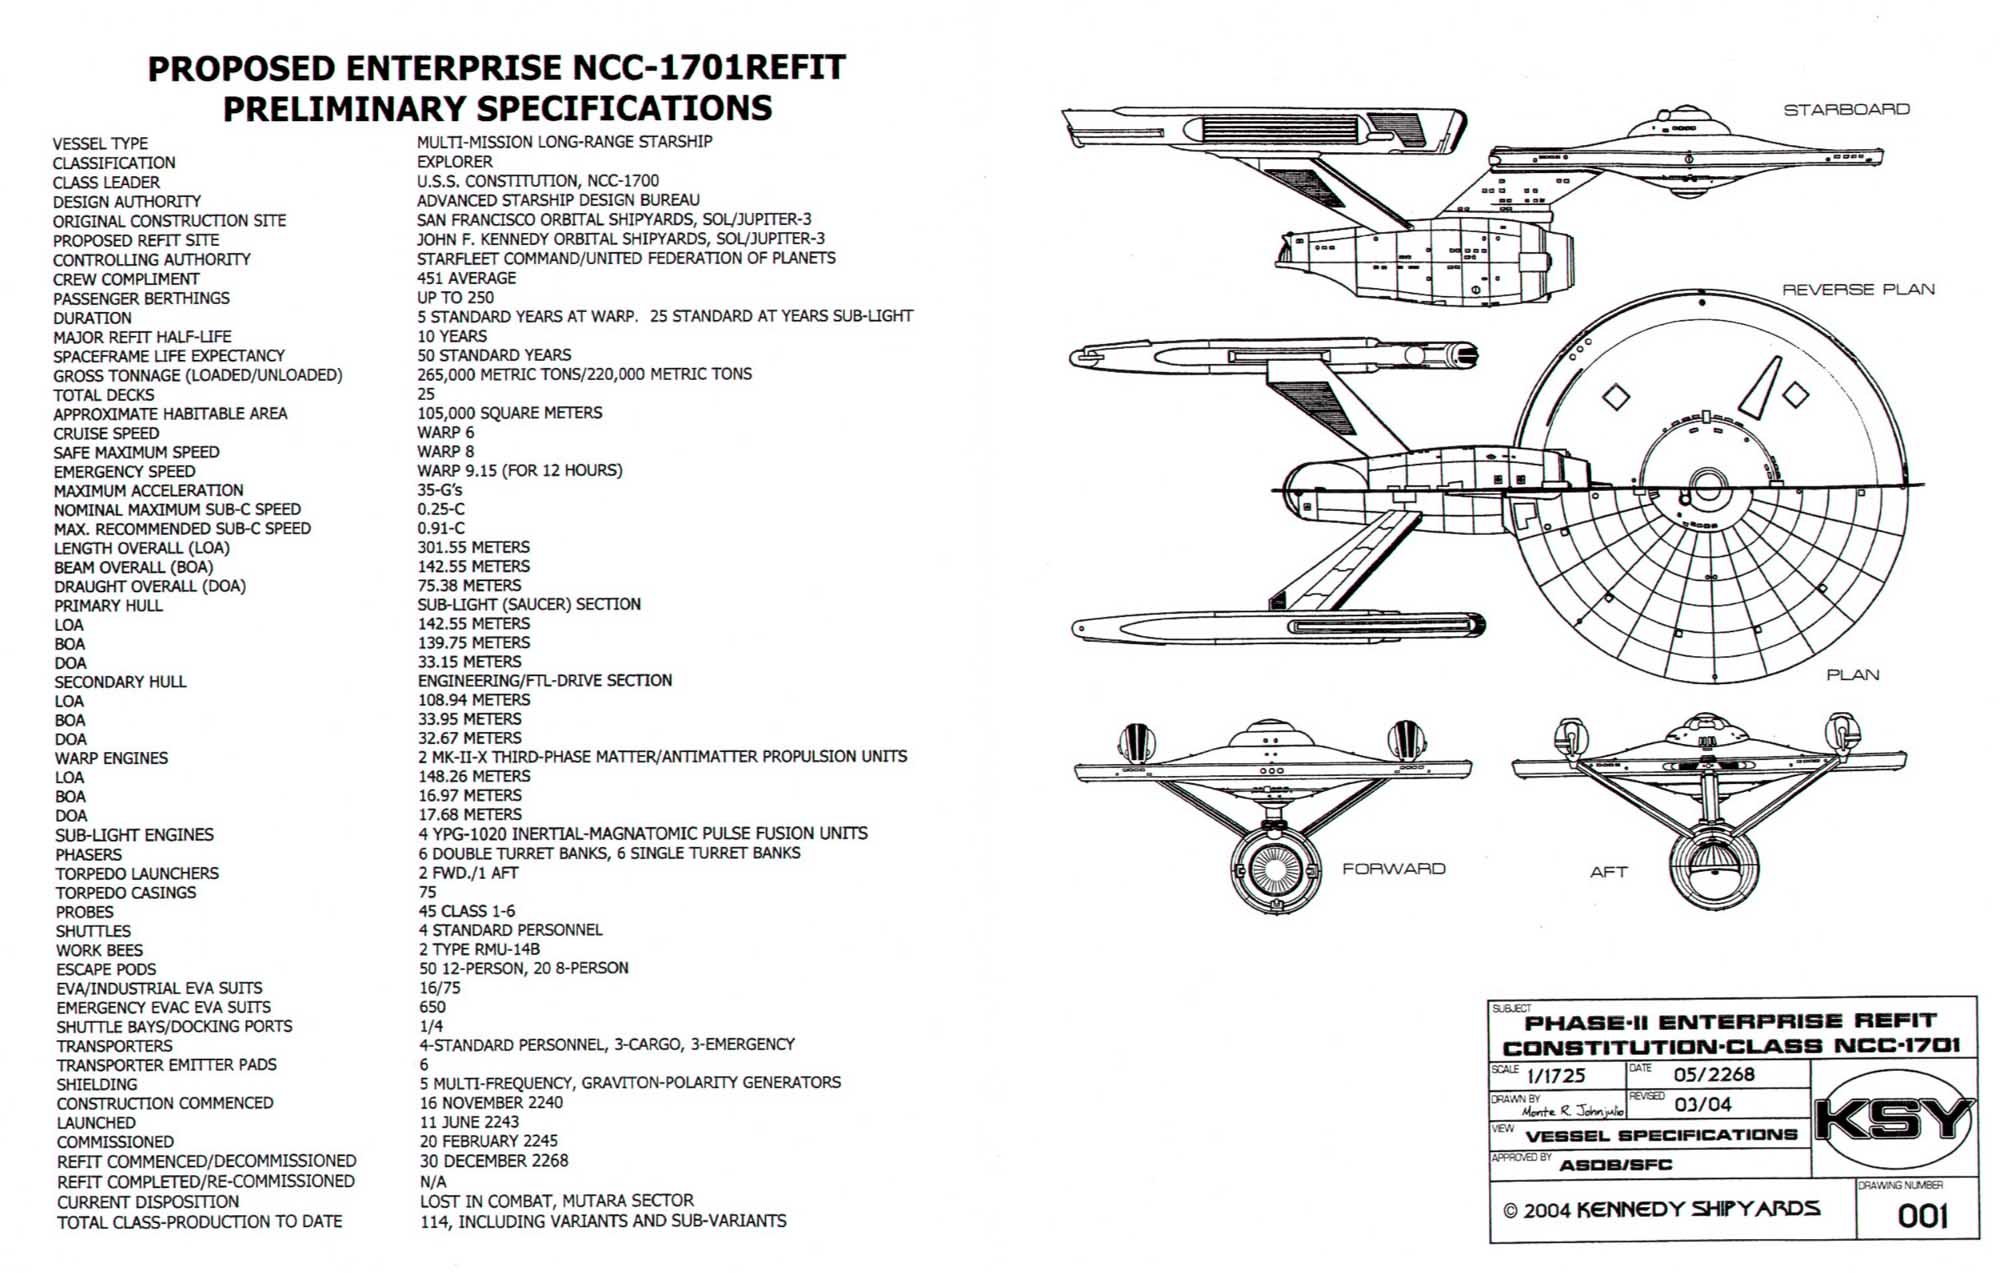 PROPOSED ENTERPRISE NCC-1701REFIT
PRELIMINARY SPECIFICATIONS
VESSEL TYPE MULTI-MISSION LONG-RANGE STARSHIP
CLASSIFICATION EXPLORER
CLASS LEADER U.S.S. CONSTITUTION, NCC-1700
DESIGN AUTHORITY ADVANCED STARSHIP DESIGN BUREAU
ORIGINAL CONSTRUCTION SITE SAN FRANCISCO ORBITAL SHIPYARDS, SOL/JUPITER-3
PROPOSED REFIT SITE JOHN F. KENNEDY ORBITAL SHIPYARDS, SOL/JUPITER-3
CONTROLLING AUTHORITY STARFLEET COMMAND/UNITED FEDERATION OF PLANETS
CREW COMPLIMENT 451 AVERAGE
PASSENGER BERTHINGS UP TO 250
DURATION 5 STANDARD YEARS AT WARP. 25 STANDARD AT YEARS SUB-LIGHT
MAJOR REFIT HALF-LIFE 10 YEARS
SPACEFRAME LIFE EXPECTANCY 50 STANDARD YEARS
GROSS TONNAGE (LOADED/UNLOADED) 265,000 METRIC TONS/220,000 METRIC TONS
TOTAL DECKS 25
APPROXIMATE HABITABLE AREA 105,000 SQUARE METERS
CRUISE SPEED WARP 6
SAFE MAXIMUM SPEED WARP 8
EMERGENCY SPEED WARP 9.15 (FOR 12 HOURS)
MAXIMUM ACCELERATION 35-G's
NOMINAL MAXIMUM SUB-C SPEED 0.25-C
MAX. RECOMMENDED SUB-C SPEED 0.91-C
LENGTH OVERALL (LOA) 301.55 METERS
BEAM OVERALL (BOA) 142.55 METERS
DRAUGHT OVERALL (DOA) 75.38 METERS
PRIMARY HULL SUB-LIGHT (SAUCER) SECTION
LOA 142.55 METERS
BOA 139.75 METERS
DOA 33.15 METERS
SECONDARY HULL ENGINEERING/FTL-DRIVE SECTION
LOA 108.94 METERS
BOA 33.95 METERS
DOA 32.67 METERS
WARP ENGINES 2 MK-II-X THIRD-PHASE MATTER/ANTIMATTER PROPULSION UNITS
LOA 148.26 METERS
BOA 16.97 METERS
DOA 17.68 METERS
SUB-LIGHT ENGINES 4 YPG-1020 INERTIAL-MAGNATOMIC PULSE FUSION UNITS
PHASERS 6 DOUBLE TURRET BANKS, 6 SINGLE TURRET BANKS
TORPEDO LAUNCHERS 2 FWD./1 AFT
TORPEDO CASINGS 75
PROBES 45 CLASS 1-6
SHUTTLES 4 STANDARD PERSONNEL
WORK BEES 2 TYPE RMU-14B
ESCAPE PODS 50 12-PERSON, 20 8-PERSON
EVA/INDUSTRIAL EVA SUITS 16/75
EMERGENCY EVAC EVA SUITS 650
SHUTTLE BAYS/DOCKING PORTS 1/4
TRANSPORTERS 4-STANDARD PERSONNEL, 3-CARGO, 3-EMERGENCY
TRANSPORTER EMITTER PADS 6
SHIELDING 5 MULTI-FREQUENCY, GRAVITON-POLARITY GENERATORS
CONSTRUCTION COMMENCED 16 NOVEMBER 2240
LAUNCHED 11 JUNE 2243
COMMISSIONED 20 FEBRUARY 2245
REFIT COMMENCED/DECOMMISSIONED 30 DECEMBER 2268
REFIT COMPLETED/RE-COMMISSIONED N/A
CURRENT DISPOSITION LOST IN COMBAT, MUTARA SECTOR
TOTAL CLASS-PRODUCTION TO DATE 114, INCLUDING VARIANTS AND SUB-VARIANTS
STARBOARD
REVERSE PLAN
PLAN
FORWARD
AFT
SUBJECT
PHASE-II ENTERPRISE REFIT
CONSTITUTION-CLASS NCC-1701
SCALE 1/1725
DATE 05/2268
DRAWN BY Monte R. Johnjulio
REVISED 03/04
VIEW VESSEL SPECIFICATIONS
APPROVED BY ASDB/SFC
KSY
© 2004 KENNEDY SHIPYARDS
DRAWING NUMBER
001